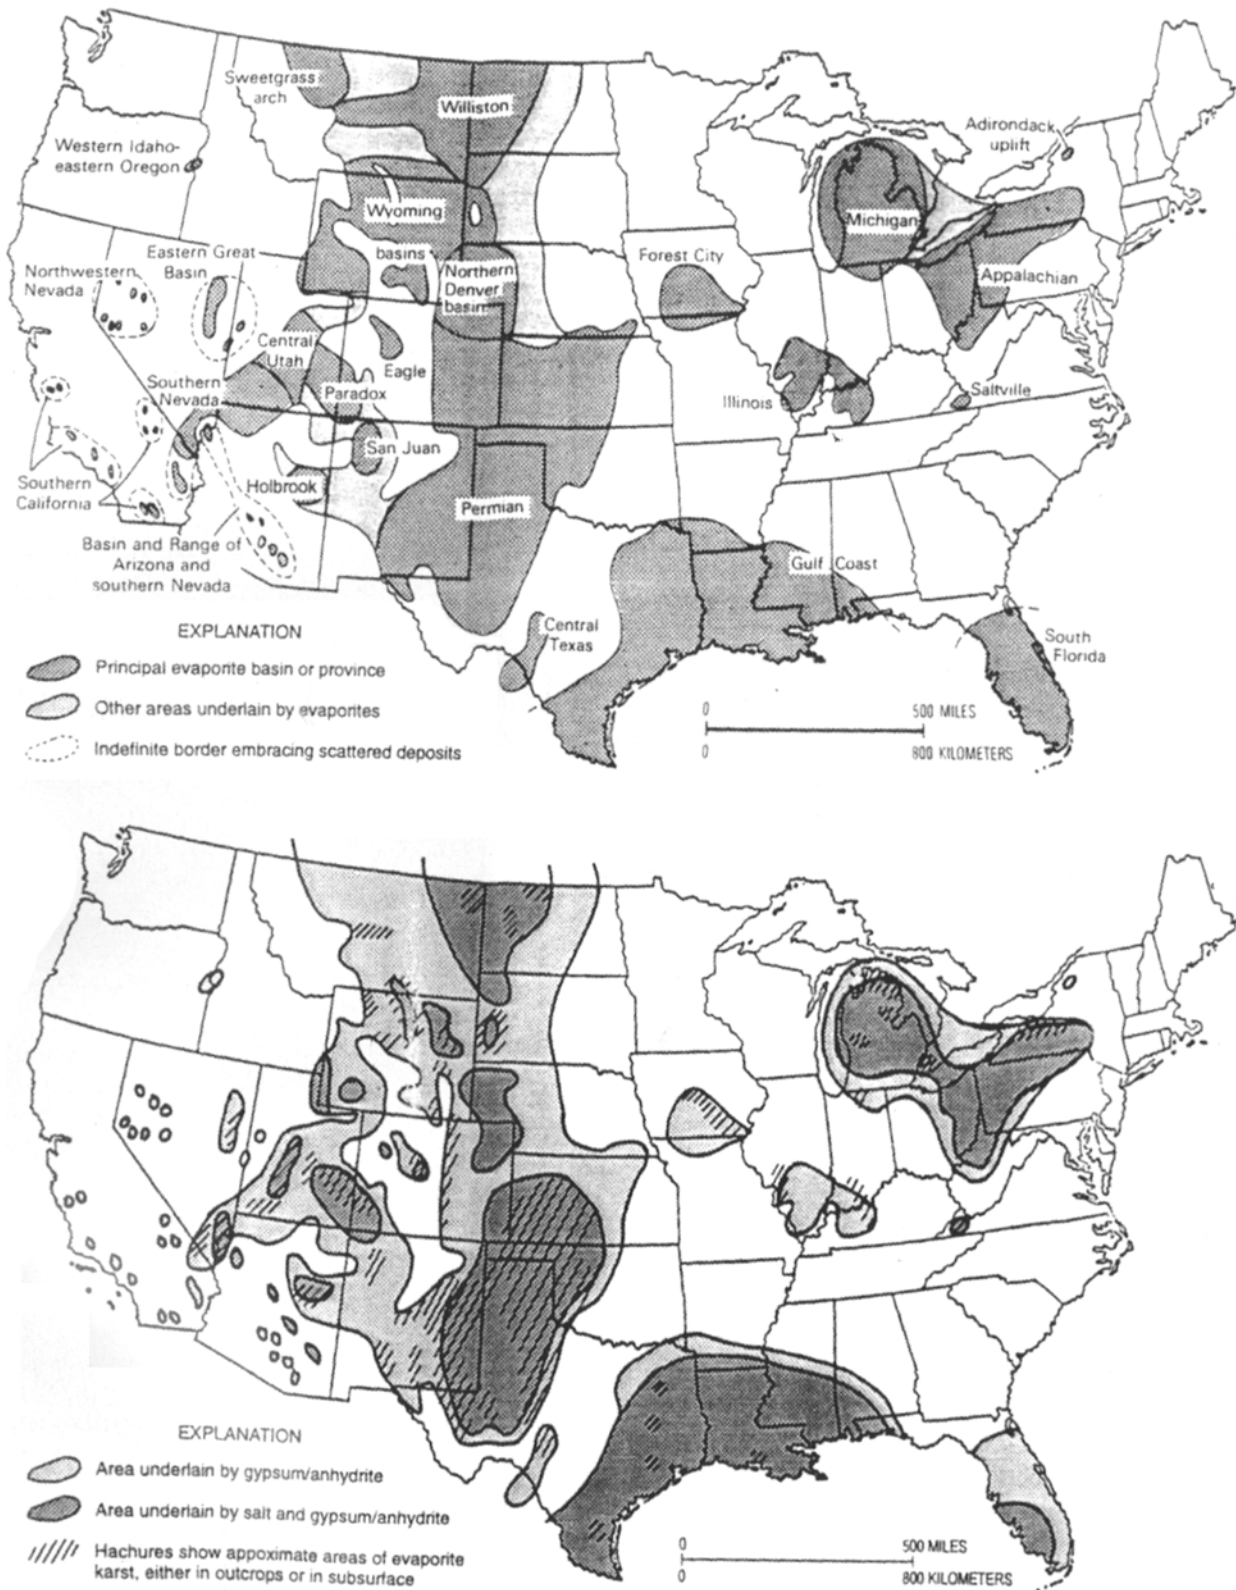 Sweetgrass
arch
Williston
Western Idaho-
eastern Oregon
Adirondack
uplift
Wyoming
basins
Michigan
Eastern Great
Basin
Northwestern
Nevada
Northern
Denver
basin
Forest City
Appalachian
Central
Utah
Eagle
Southern
Nevada
Paradox
Illinois
Saltville
San Juan
Southern
California
Holbrook
Permian
Basin and Range of
Arizona and
southern Nevada
Gulf Coast
Central
Texas
South
Florida
EXPLANATION
Principal evaporite basin or province
Other areas underlain by evaporites
Indefinite border embracing scattered deposits
0 500 MILES
0 800 KILOMETERS
EXPLANATION
Area underlain by gypsum/anhydrite
Area underlain by salt and gypsum/anhydrite
Hachures show appoximate areas of evaporite
karst, either in outcrops or in subsurface
0 500 MILES
0 800 KILOMETERS